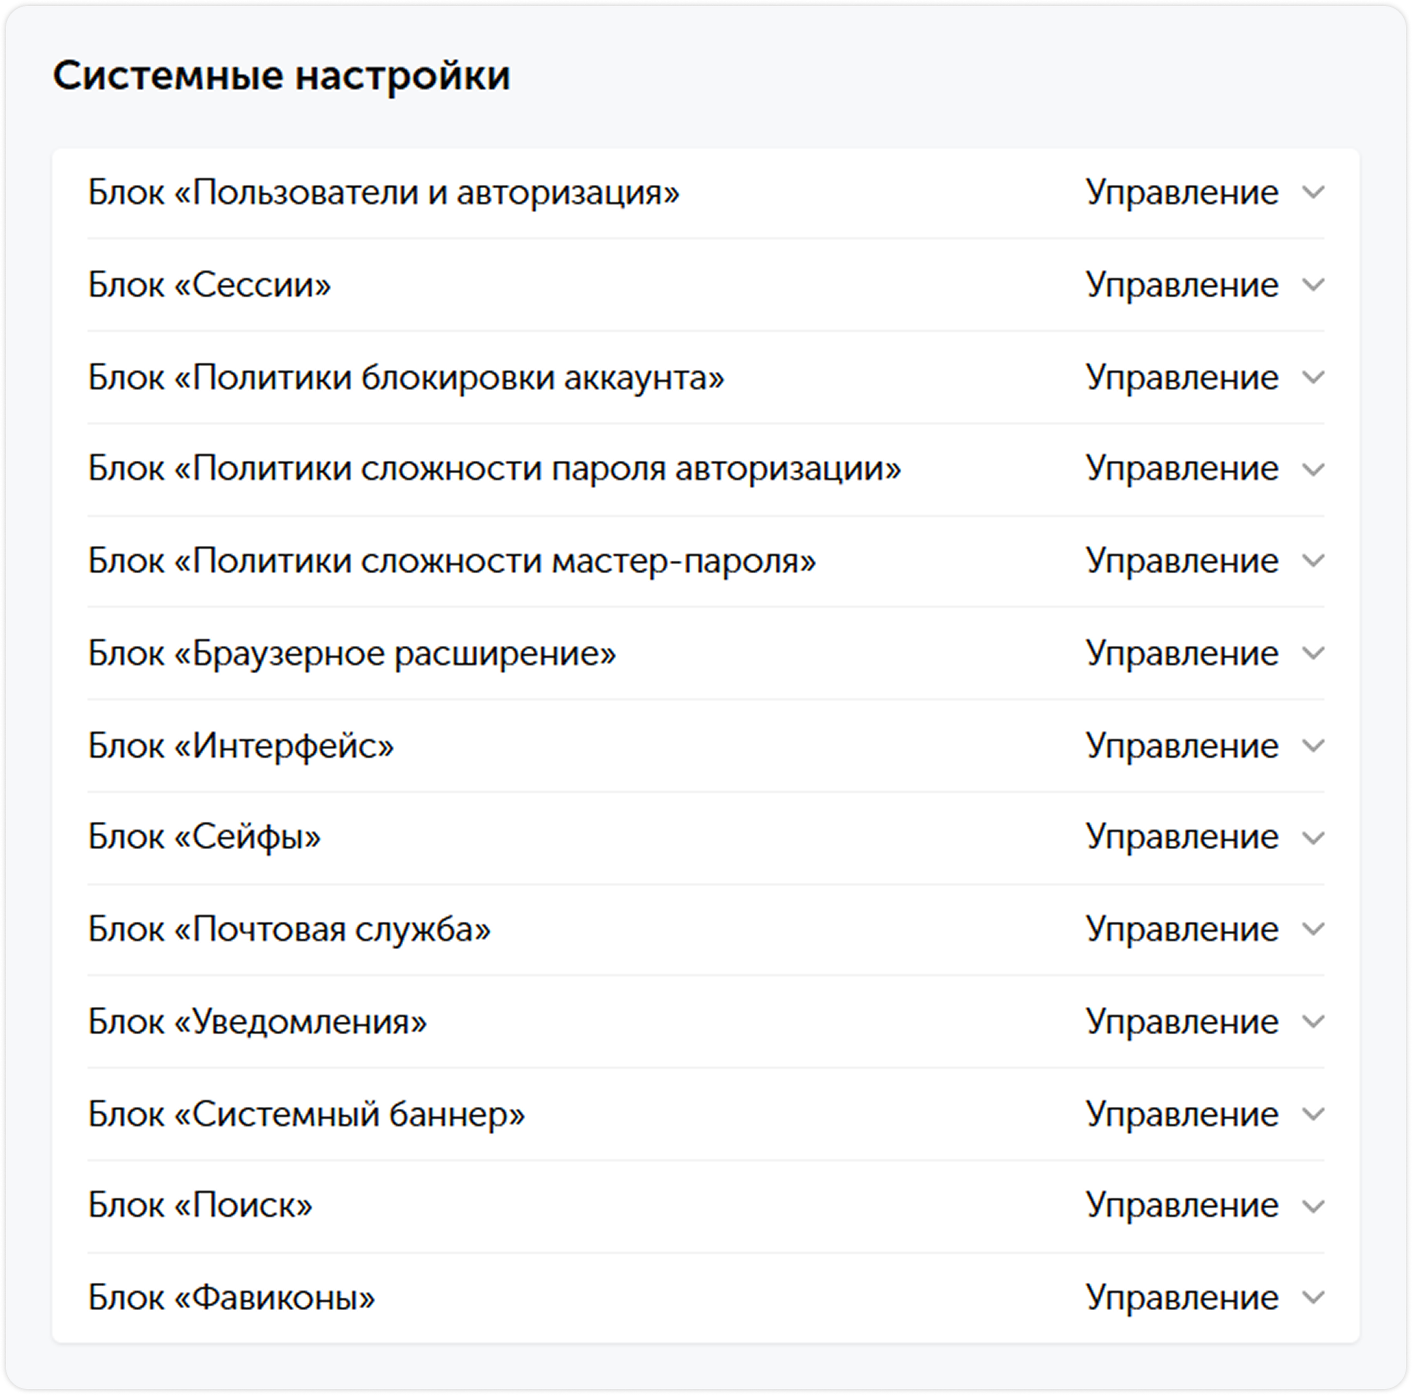 Системные настройки
Блок «Пользователи и авторизация» Управление
Блок «Сессии» Управление
Блок «Политики блокировки аккаунта» Управление
Блок «Политики сложности пароля авторизации» Управление
Блок «Политики сложности мастер-пароля» Управление
Блок «Браузерное расширение» Управление
Блок «Интерфейс» Управление
Блок «Сейфы» Управление
Блок «Почтовая служба» Управление
Блок «Уведомления» Управление
Блок «Системный баннер» Управление
Блок «Поиск» Управление
Блок «Фавиконы» Управление